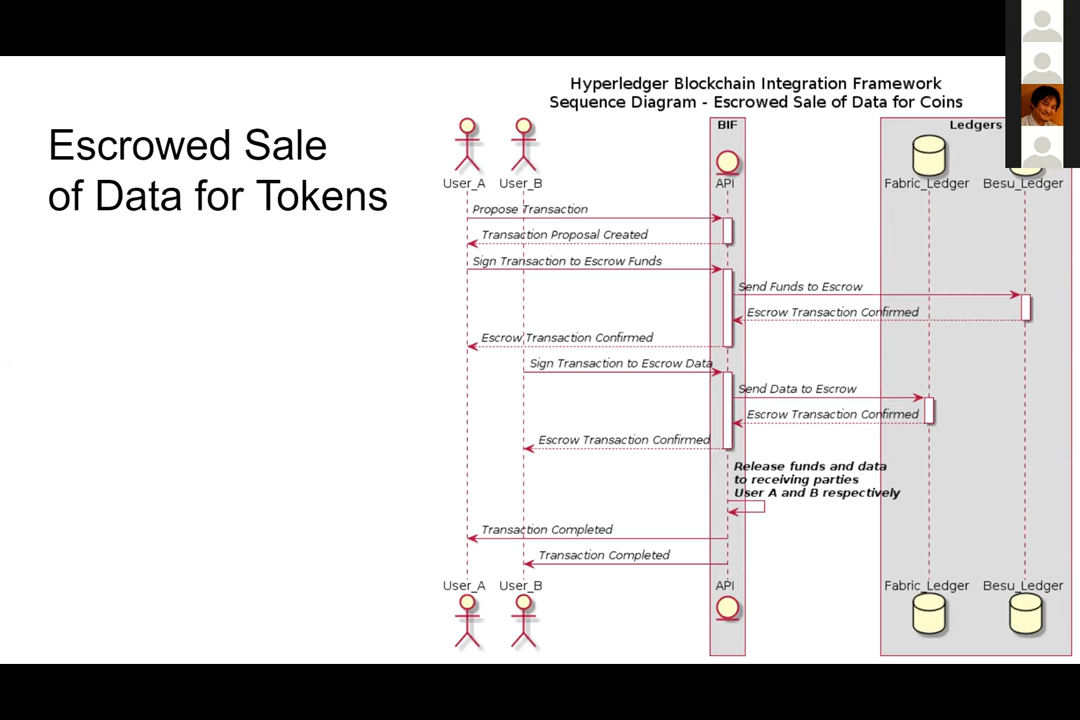 Escrowed Sale
of Data for Tokens
Hyperledger Blockchain Integration Framework
Sequence Diagram - Escrowed Sale of Data for Coins
BIF
Ledgers
User_A
User_B
API
Fabric_Ledger
Besu_Ledger
Propose Transaction
Transaction Proposal Created
Sign Transaction to Escrow Funds
Send Funds to Escrow
Escrow Transaction Confirmed
Escrow Transaction Confirmed
Sign Transaction to Escrow Data
Send Data to Escrow
Escrow Transaction Confirmed
Escrow Transaction Confirmed
Release funds and data
to receiving parties
User A and B respectively
Transaction Completed
Transaction Completed
User_A
User_B
API
Fabric_Ledger
Besu_Ledger